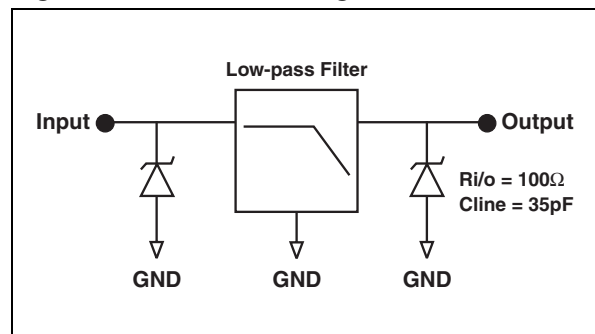 Low-pass Filter
Input
Output
Ri/o = 100Ω
Cline = 35pF
GND
GND
GND